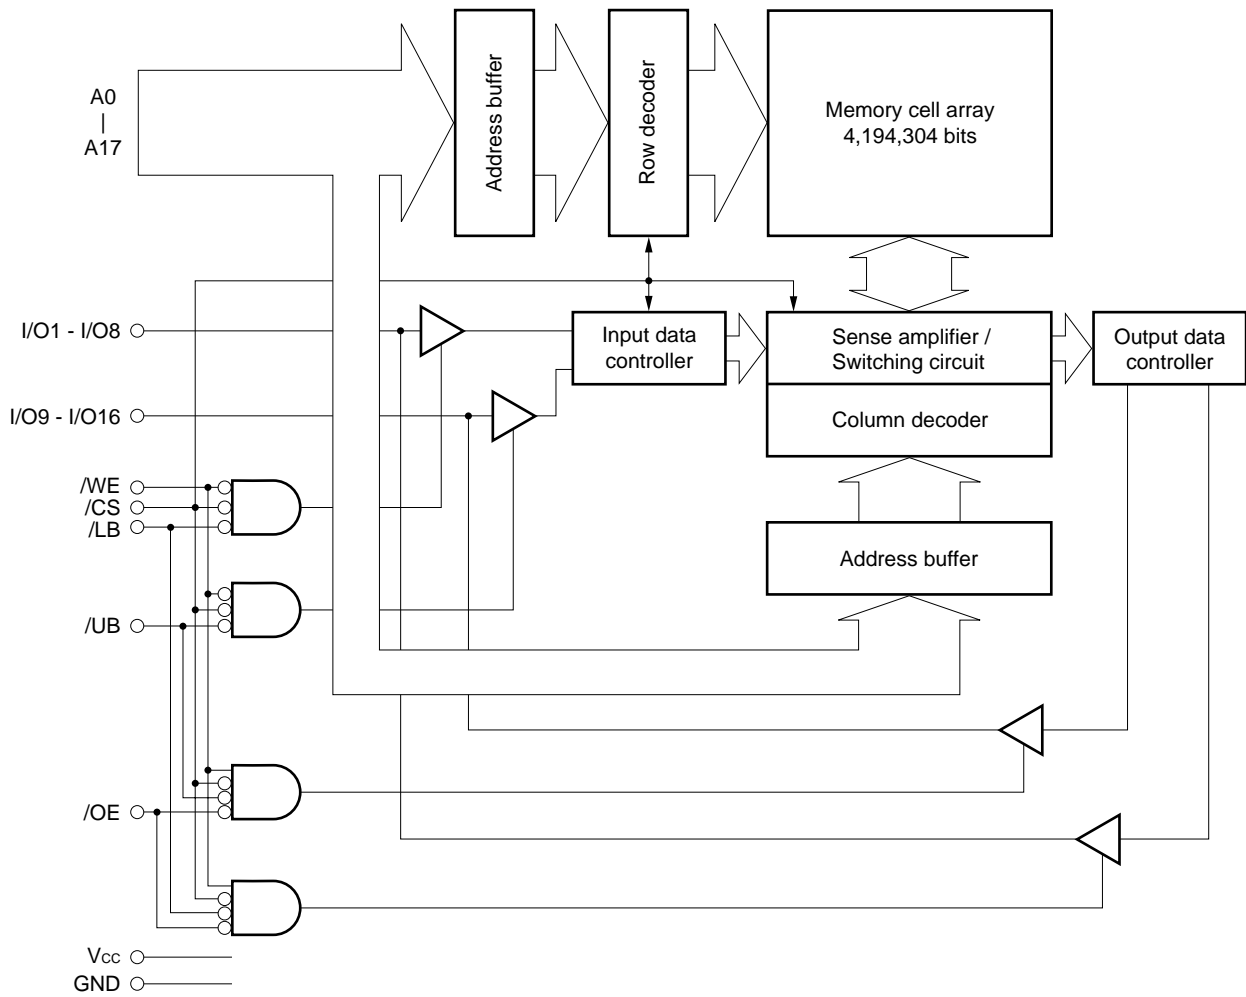 A0
|
A17
Address buffer
Row decoder
Memory cell array
4,194,304 bits
I/O1 - I/O8
Input data
controller
Sense amplifier /
Switching circuit
Output data
controller
I/O9 - I/O16
Column decoder
/WE
/CS
/LB
Address buffer
/UB
/OE
Vcc
GND